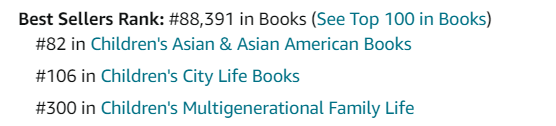 Best Sellers Rank: #88,391 in Books (See Top 100 in Books)
#82 in Children's Asian & Asian American Books
#106 in Children's City Life Books
#300 in Children's Multigenerational Family Life